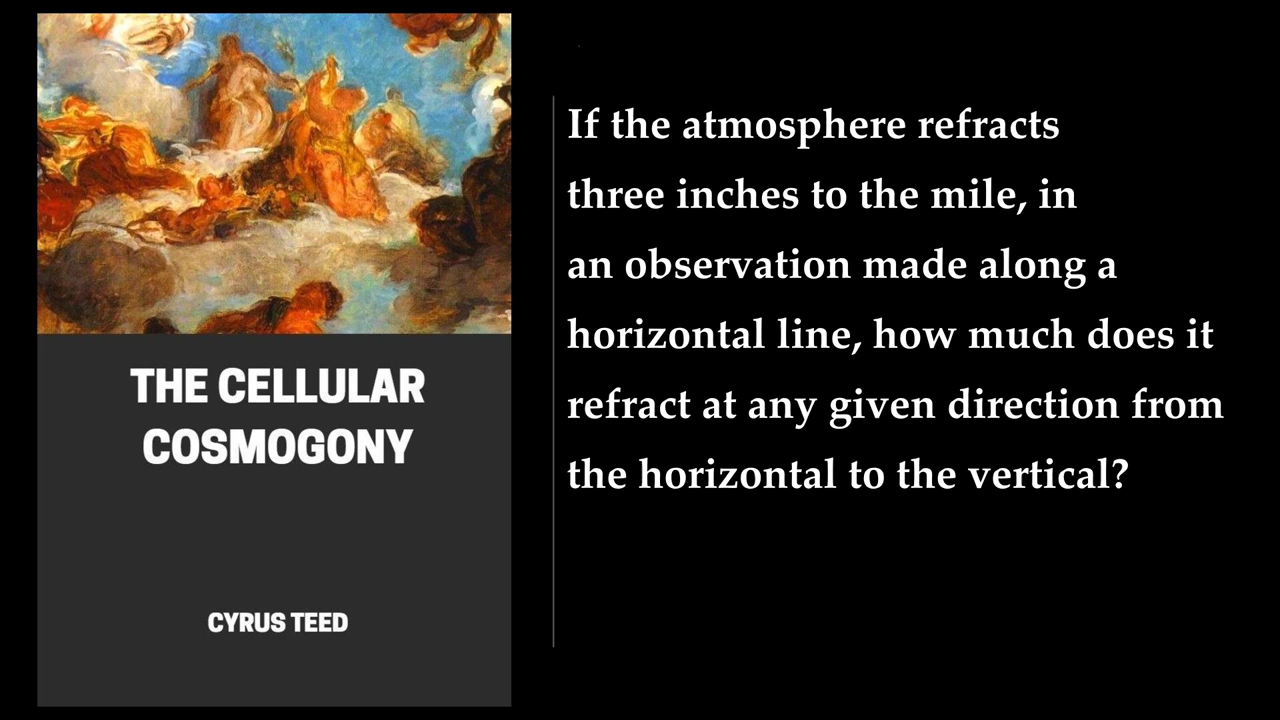 THE CELLULAR
COSMOGONY
CYRUS TEED
If the atmosphere refracts
three inches to the mile, in
an observation made along a
horizontal line, how much does it
refract at any given direction from
the horizontal to the vertical?